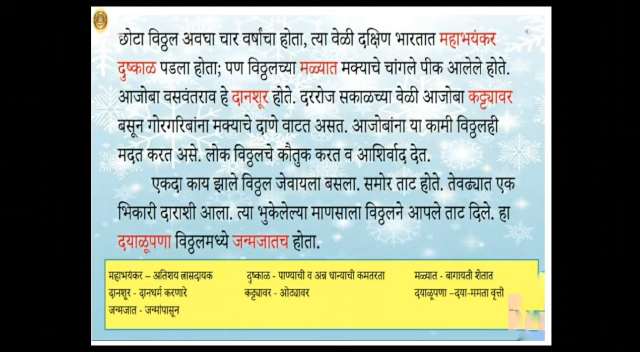 छोटा विठ्ठल अवघा चार वर्षांचा होता, त्या वेळी दक्षिण भारतात महाभयंकर
दुष्काळ पडला होता; पण विठ्ठलच्या मळ्यात मक्याचे चांगले पीक आलेले होते.
आजोबा वसवंतराव हे दानशूर होते. दररोज सकाळच्या वेळी आजोबा कट्ट्यावर
बसून गोरगरिबांना मक्याचे दाणे वाटत असत. आजोबांना या कामी विठ्ठलही
मदत करत असे. लोक विठ्ठलचे कौतुक करत व आशिर्वाद देत.
एकदा काय झाले विठ्ठल जेवायला बसला. समोर ताट होते. तेवढ्यात एक
भिकारी दाराशी आला. त्या भुकेलेल्या माणसाला विठ्ठलने आपले ताट दिले. हा
दयाळूपणा विठ्ठलमध्ये जन्मजातच होता.
महाभयंकर – अतिशय त्रासदायक दुष्काळ - पाण्याची व अन्न धान्याची कमतरता मळ्यात - बागायती शेतात
दानशूर - दानधर्म करणारे कट्ट्यावर - ओठ्यावर दयाळूपणा –दया-ममता वृत्ती
जन्मजात - जन्मांपासून